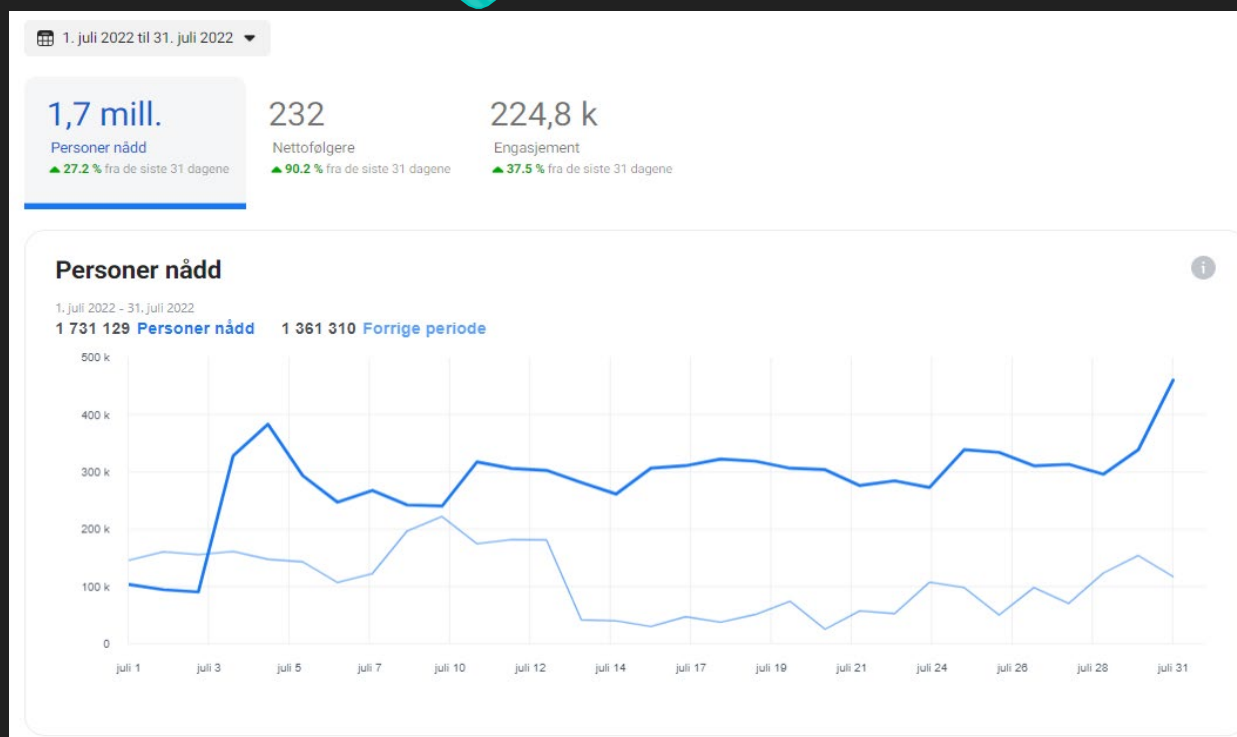 1. juli 2022 til 31. juli 2022
1,7 mill. 232 224,8 k
Personer nådd Nettofølgere Engasjement
27.2 % fra de siste 31 dagene 90.2 % fra de siste 31 dagene 37.5 % fra de siste 31 dagene
Personer nådd
1. juli 2022 - 31. juli 2022
1 731 129 Personer nådd 1 361 310 Forrige periode
500 k
400 k
300 k
200 k
100 k
0
juli 1 juli 3 juli 5 juli 7 juli 10 juli 12 juli 14 juli 17 juli 19 juli 21 juli 24 juli 26 juli 28 juli 31